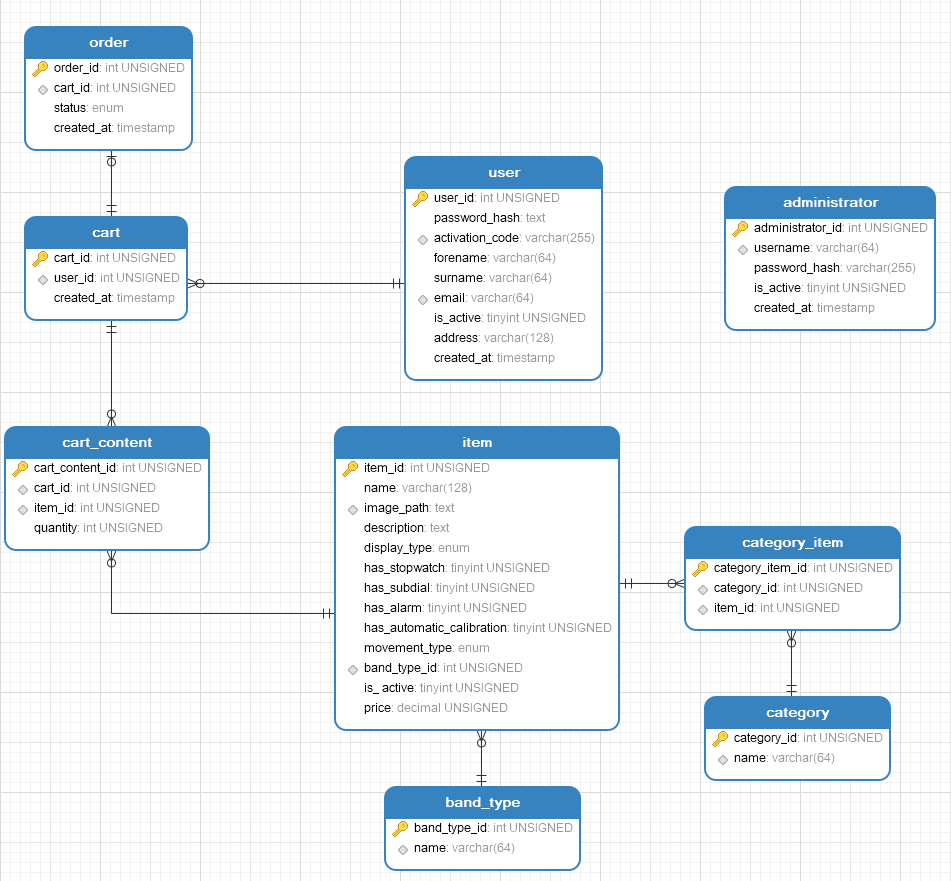 order
order_id: int UNSIGNED
cart_id: int UNSIGNED
status: enum
created_at: timestamp
cart
cart_id: int UNSIGNED
user_id: int UNSIGNED
created_at: timestamp
user
user_id: int UNSIGNED
password_hash: text
activation_code: varchar(255)
forename: varchar(64)
surname: varchar(64)
email: varchar(64)
is_active: tinyint UNSIGNED
address: varchar(128)
created_at: timestamp
administrator
administrator_id: int UNSIGNED
username: varchar(64)
password_hash: varchar(255)
is_active: tinyint UNSIGNED
created_at: timestamp
cart_content
cart_content_id: int UNSIGNED
cart_id: int UNSIGNED
item_id: int UNSIGNED
quantity: int UNSIGNED
item
item_id: int UNSIGNED
name: varchar(128)
image_path: text
description: text
display_type: enum
has_stopwatch: tinyint UNSIGNED
has_subdial: tinyint UNSIGNED
has_alarm: tinyint UNSIGNED
has_automatic_calibration: tinyint UNSIGNED
movement_type: enum
band_type_id: int UNSIGNED
is_ active: tinyint UNSIGNED
price: decimal UNSIGNED
category_item
category_item_id: int UNSIGNED
category_id: int UNSIGNED
item_id: int UNSIGNED
category
category_id: int UNSIGNED
name: varchar(64)
band_type
band_type_id: int UNSIGNED
name: varchar(64)